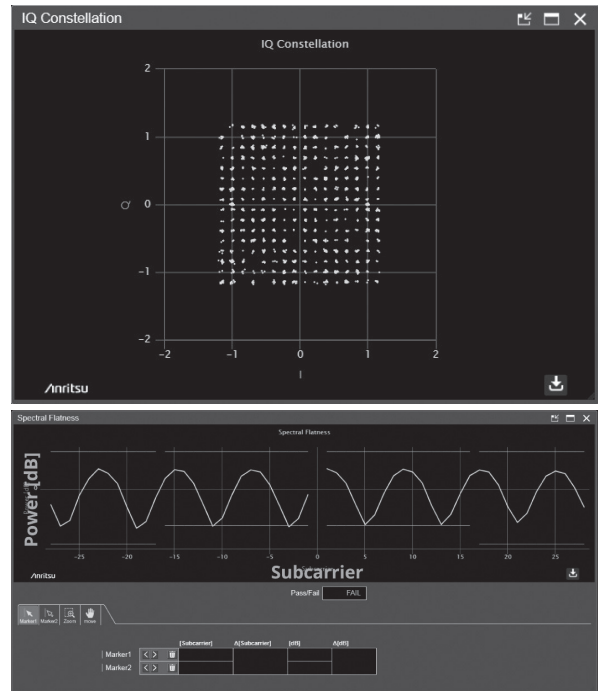 IQ Constellation
IQ Constellation
2
1
Q
0
-1
-2
-2 -1 0 1 2
I
Anritsu
Spectral Flatness
Spectral Flatness
Power [dB]
-25 -20 -15 -10 -5 0 5 10 15 20 25
Subcarrier
Anritsu
Pass/Fail FAIL
Marker1 Marker2 Zoom Move
[Subcarrier] Δ[Subcarrier] [dB] Δ[dB]
Marker1
Marker2